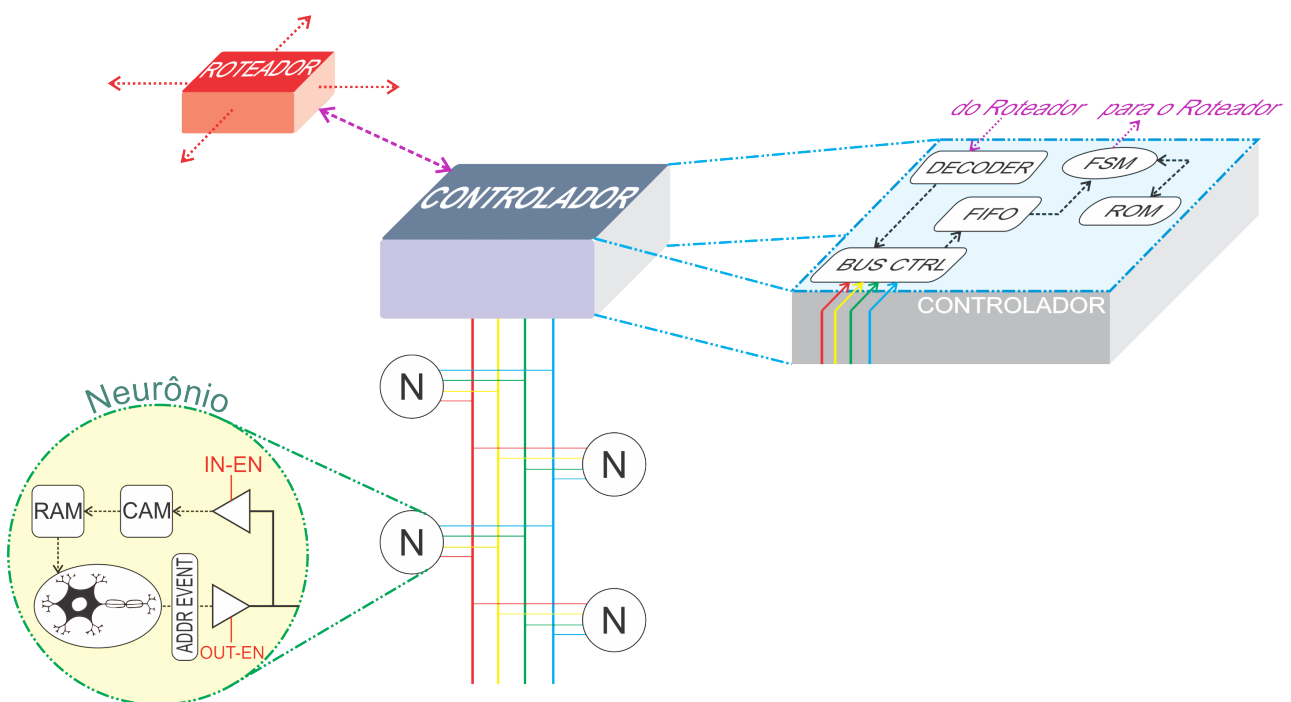 ROTEADOR
do Roteador para o Roteador
CONTROLADOR
DECODER
FSM
FIFO
ROM
BUS CTRL
CONTROLADOR
N
N
N
N
Neurônio
IN-EN
RAM
CAM
ADDR EVENT
OUT-EN